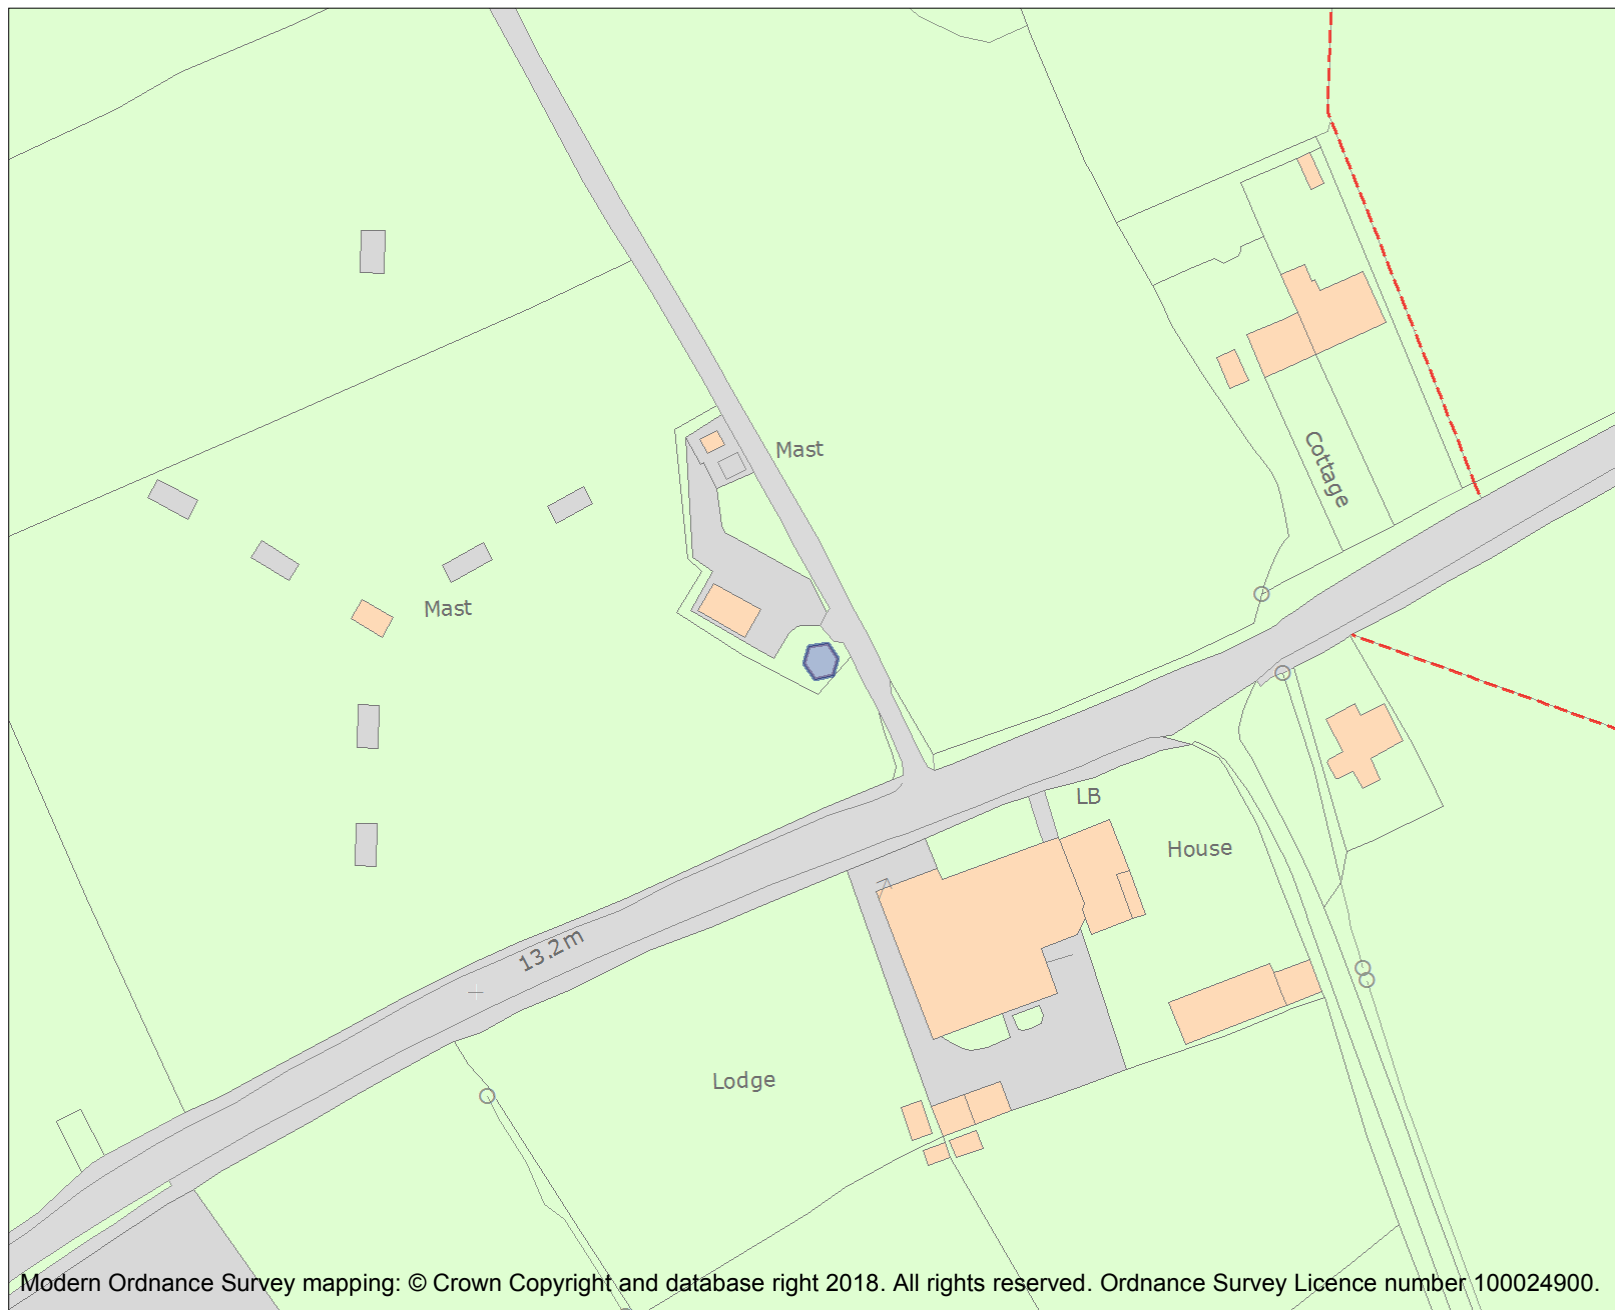 Mast
Cottage
Mast
LB
House
13.2m
Lodge
Modern Ordnance Survey mapping: © Crown Copyright and database right 2018. All rights reserved. Ordnance Survey Licence number 100024900.